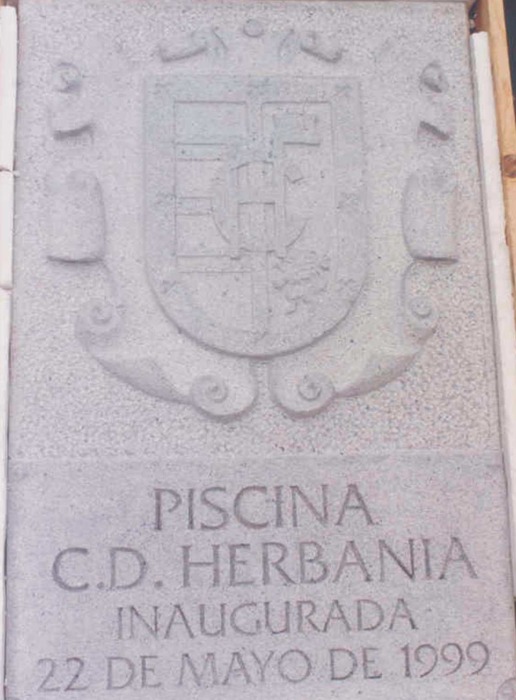 PISCINA
C.D. HERBANIA
INAUGURADA
22 DE MAYO DE 1999